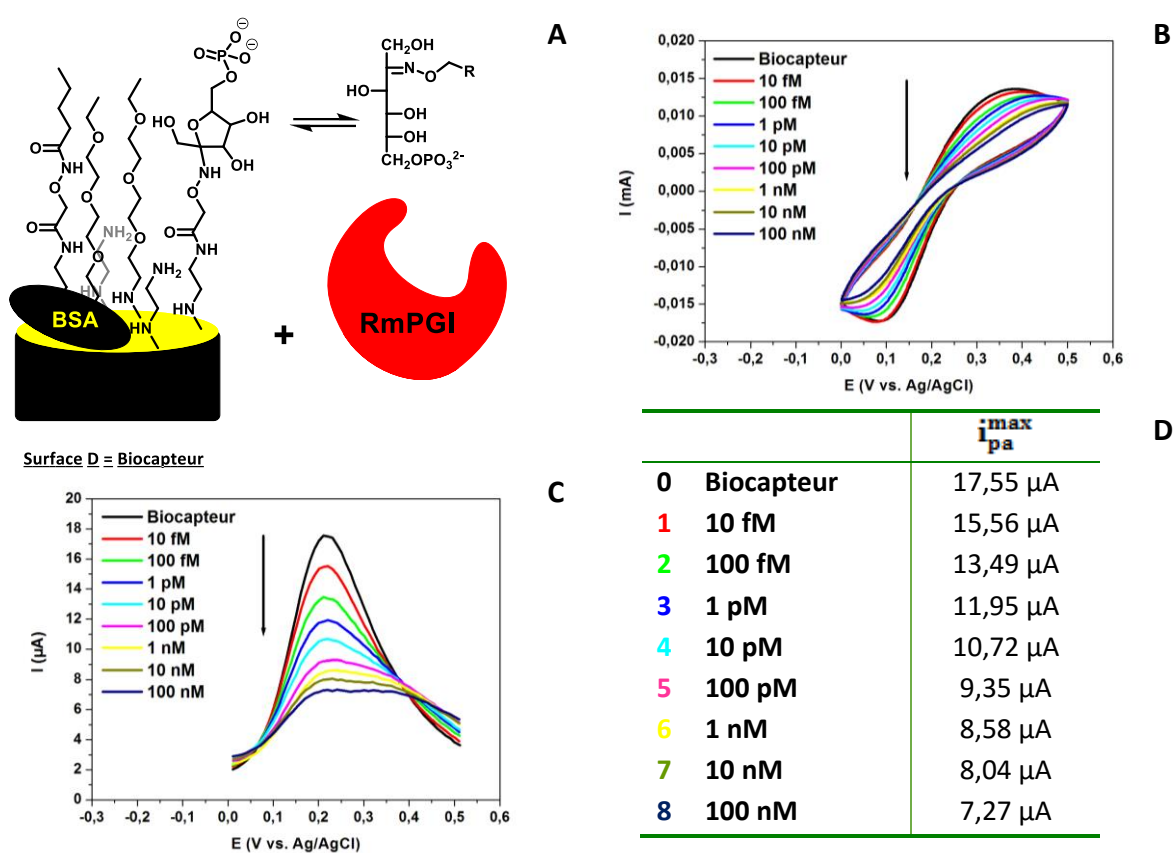 A
O
O
P
O
O
O
HO
OH
OH
NH
O
O
NH
HN
CH2OH
N
O
R
HO
OH
OH
CH2OPO32-
O
NH
O
O
NH
O
O
O
O
O
O
NH2
HN
NH2
HN
HN
BSA
+
RmPGI
Surface D = Biocapteur
B
0,020
0,015
0,010
0,005
0,000
-0,005
-0,010
-0,015
-0,020
I (mA)
Biocapteur
10 fM
100 fM
1 pM
10 pM
100 pM
1 nM
10 nM
100 nM
-0,3 -0,2 -0,1 0,0 0,1 0,2 0,3 0,4 0,5
E (V vs. Ag/AgCl)
C
20
18
16
14
12
10
8
6
4
2
0
I (µA)
Biocapteur
10 fM
100 fM
1 pM
10 pM
100 pM
1 nM
10 nM
100 nM
-0,3 -0,2 -0,1 0,0 0,1 0,2 0,3 0,4 0,5
E (V vs. Ag/AgCl)
D
i max pa
0 Biocapteur 17,55 µA
1 10 fM 15,56 µA
2 100 fM 13,49 µA
3 1 pM 11,95 µA
4 10 pM 10,72 µA
5 100 pM 9,35 µA
6 1 nM 8,58 µA
7 10 nM 8,04 µA
8 100 nM 7,27 µA